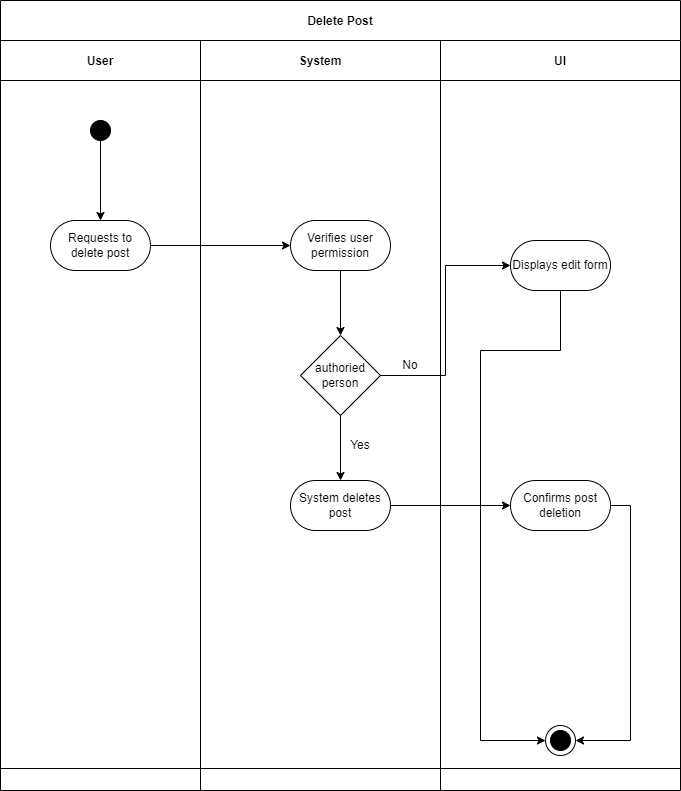 Delete Post
User
System
UI
Requests to
delete post
Verifies user
permission
Displays edit form
authoried
person
No
Yes
System deletes
post
Confirms post
deletion